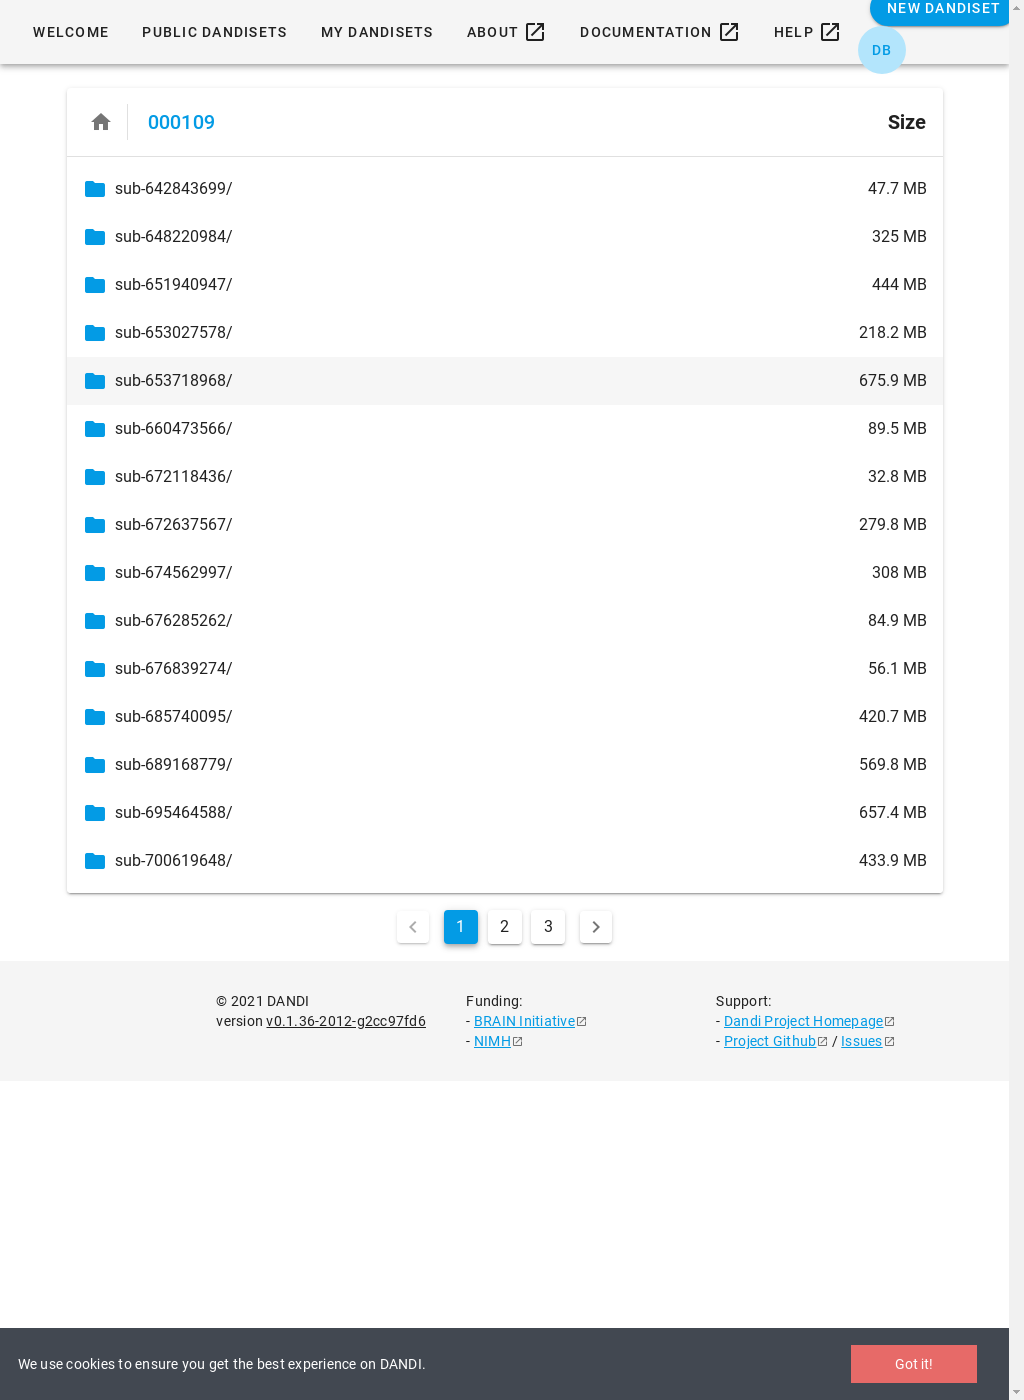 WELCOME PUBLIC DANDISETS MY DANDISETS ABOUT DOCUMENTATION HELP NEW DANDISET
DB
000109 Size
sub-642843699/ 47.7 MB
sub-648220984/ 325 MB
sub-651940947/ 444 MB
sub-653027578/ 218.2 MB
sub-653718968/ 675.9 MB
sub-660473566/ 89.5 MB
sub-672118436/ 32.8 MB
sub-672637567/ 279.8 MB
sub-674562997/ 308 MB
sub-676285262/ 84.9 MB
sub-676839274/ 56.1 MB
sub-685740095/ 420.7 MB
sub-689168779/ 569.8 MB
sub-695464588/ 657.4 MB
sub-700619648/ 433.9 MB
1 2 3
© 2021 DANDI
version v0.1.36-2012-g2cc97fd6
Funding:
- BRAIN Initiative
- NIMH
Support:
- Dandi Project Homepage
- Project Github / Issues
We use cookies to ensure you get the best experience on DANDI. Got it!